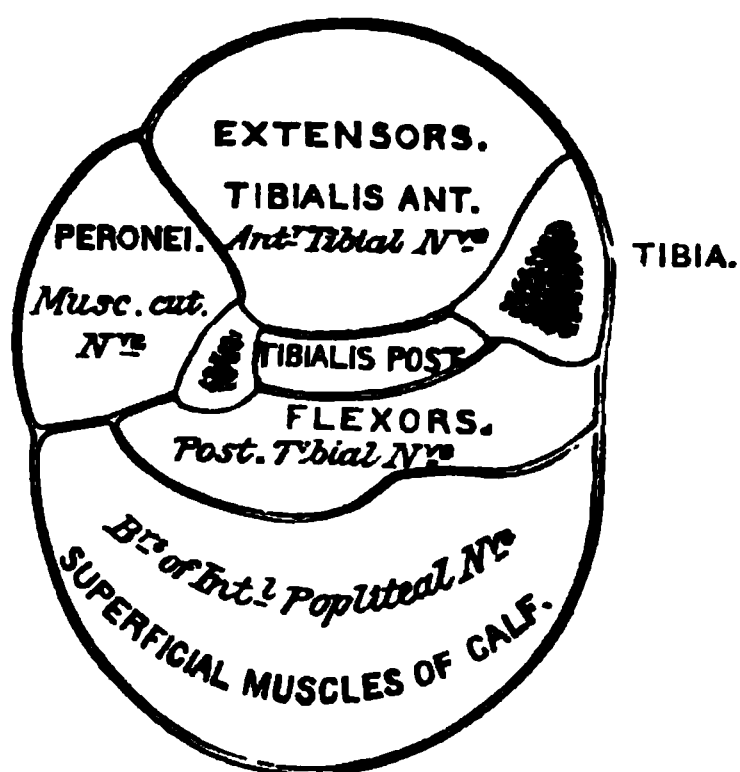 EXTENSORS.
TIBIALIS ANT.
Antr Tibial Nve
PERONEI.
Musc. cut.
Nve
TIBIA.
TIBIALIS POST
FLEXORS.
Post. Tibial Nve
Brs of Intl Popliteal Nve
SUPERFICIAL MUSCLES OF CALF.